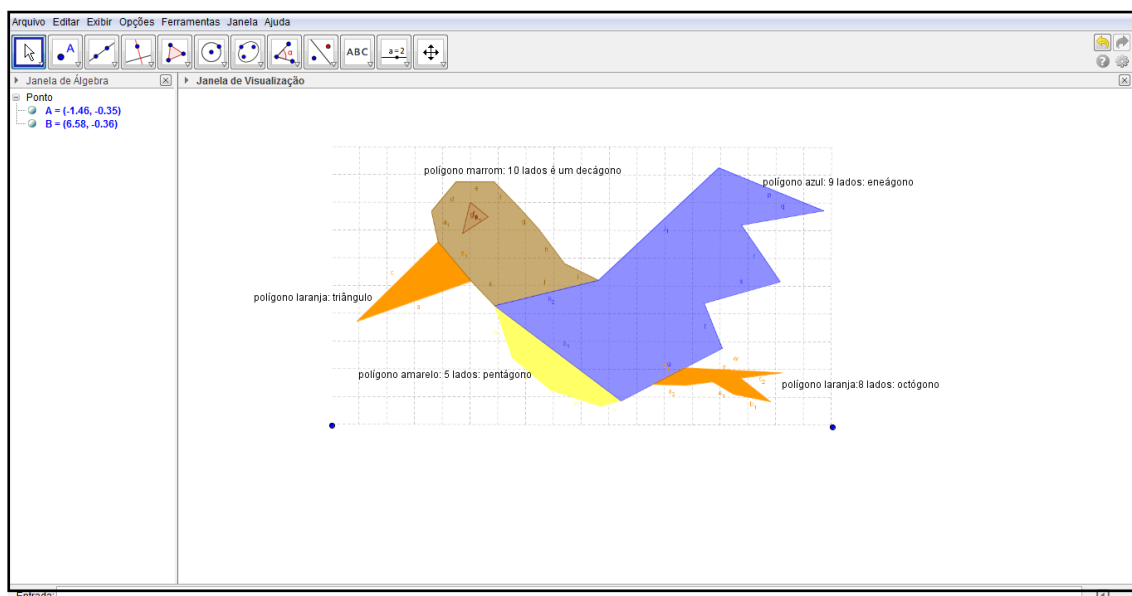 Arquivo Editar Exibir Opções Ferramentas Janela Ajuda
A
α
ABC
a=2
Janela de Álgebra
Janela de Visualização
Ponto
A = (-1.46, -0.35)
B = (6.58, -0.36)
polígono marrom: 10 lados é um decágono
polígono azul: 9 lados: eneágono
polígono laranja: triângulo
polígono amarelo: 5 lados: pentágono
polígono laranja:8 lados: octógono
Entrada: